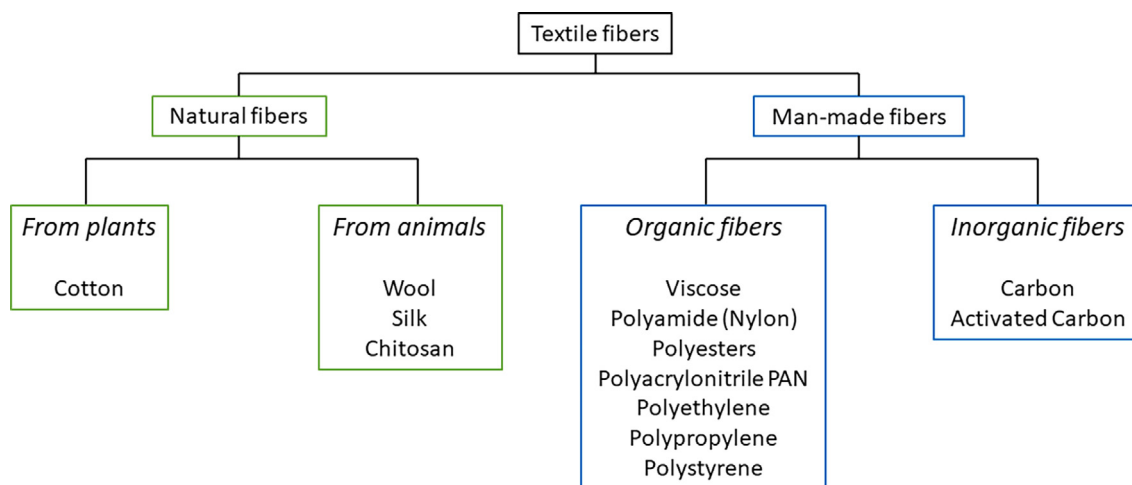 Textile fibers
Natural fibers
Man-made fibers
From plants
Cotton
From animals
Wool
Silk
Chitosan
Organic fibers
Viscose
Polyamide (Nylon)
Polyesters
Polyacrylonitrile PAN
Polyethylene
Polypropylene
Polystyrene
Inorganic fibers
Carbon
Activated Carbon